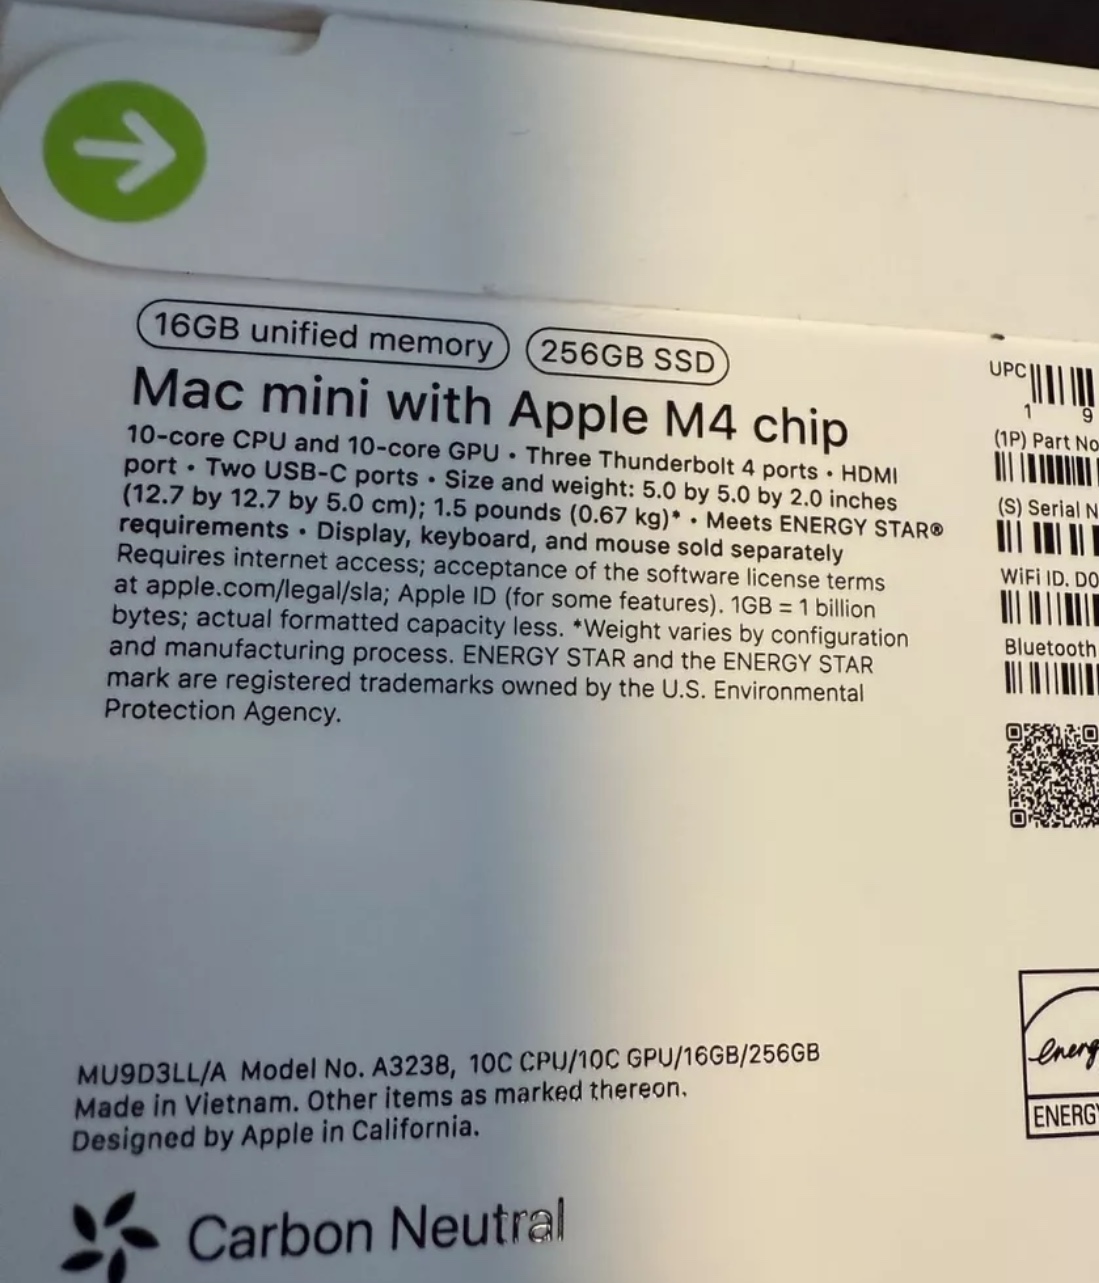 16GB unified memory 256GB SSD
Mac mini with Apple M4 chip
10-core CPU and 10-core GPU • Three Thunderbolt 4 ports • HDMI
port • Two USB-C ports • Size and weight: 5.0 by 5.0 by 2.0 inches
(12.7 by 12.7 by 5.0 cm); 1.5 pounds (0.67 kg)* • Meets ENERGY STAR®
requirements • Display, keyboard, and mouse sold separately
Requires internet access; acceptance of the software license terms
at apple.com/legal/sla; Apple ID (for some features). 1GB = 1 billion
bytes; actual formatted capacity less. *Weight varies by configuration
and manufacturing process. ENERGY STAR and the ENERGY STAR
mark are registered trademarks owned by the U.S. Environmental
Protection Agency.
UPC
1 9
(1P) Part No
(S) Serial N
WiFi ID. D0
Bluetooth
MU9D3LL/A Model No. A3238, 10C CPU/10C GPU/16GB/256GB
Made in Vietnam. Other items as marked thereon.
Designed by Apple in California.
energ
ENERGY
Carbon Neutral